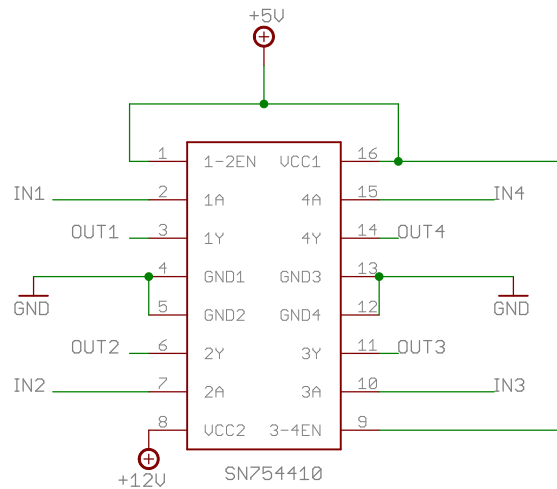 +5V
1 1-2EN VCC1 16
IN1 2 1A 4A 15 IN4
OUT1 3 1Y 4Y 14 OUT4
4 GND1 GND3 13
GND 5 GND2 GND4 12 GND
OUT2 6 2Y 3Y 11 OUT3
IN2 7 2A 3A 10 IN3
8 VCC2 3-4EN 9
+12V
SN754410